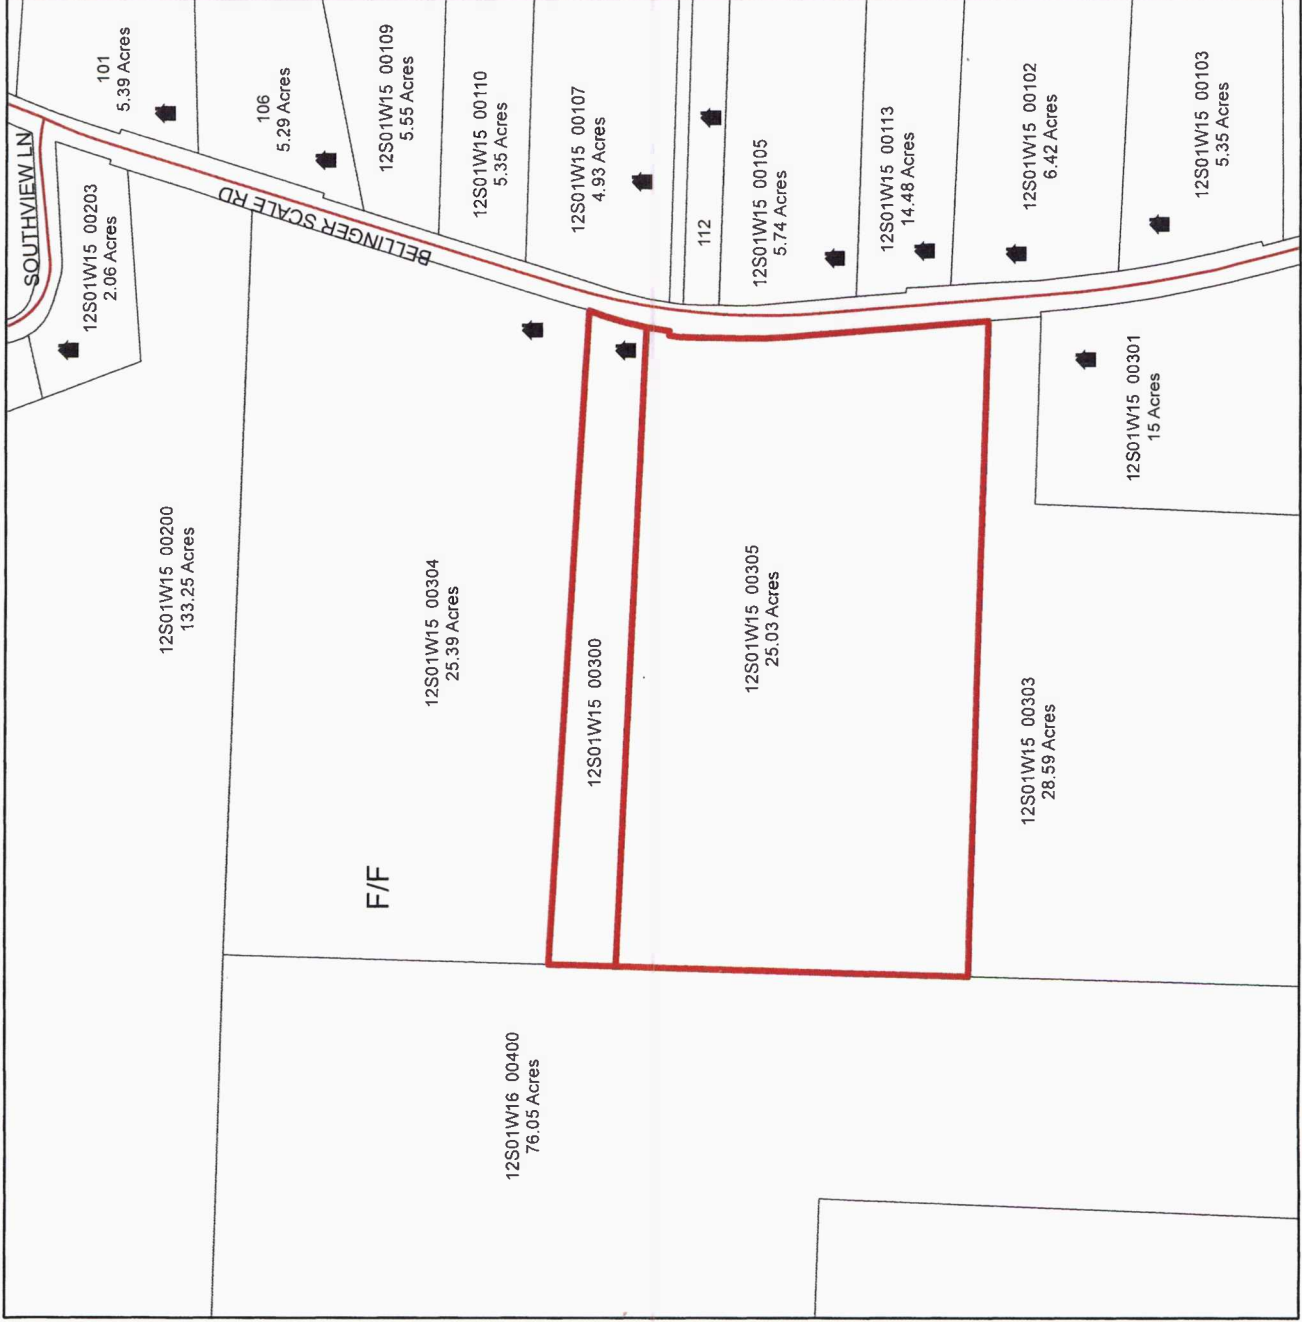 SOUTHVIEW LN
101
5.39 Acres
106
5.29 Acres
12S01W15 00109
5.55 Acres
12S01W15 00110
5.35 Acres
12S01W15 00107
4.93 Acres
112
12S01W15 00105
5.74 Acres
12S01W15 00113
14.48 Acres
12S01W15 00102
6.42 Acres
12S01W15 00103
5.35 Acres
12S01W15 00203
2.06 Acres
BELLINGER SCALE RD
12S01W15 00301
15 Acres
12S01W15 00200
133.25 Acres
12S01W15 00304
25.39 Acres
12S01W15 00300
12S01W15 00305
25.03 Acres
12S01W15 00303
28.59 Acres
F/F
12S01W16 00400
76.05 Acres